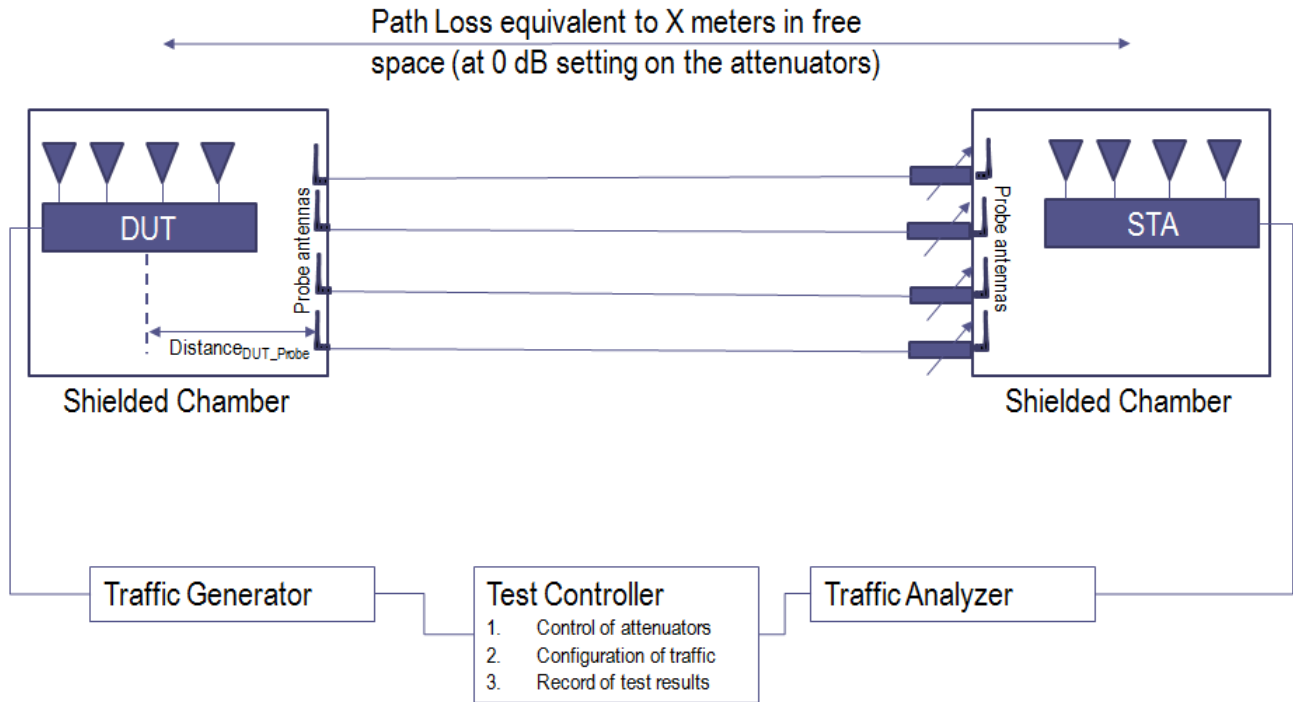 Path Loss equivalent to X meters in free
space (at 0 dB setting on the attenuators)
DUT
Probe antennas
Distance_DUT_Probe
Shielded Chamber
Probe antennas
STA
Shielded Chamber
Traffic Generator
Test Controller
1. Control of attenuators
2. Configuration of traffic
3. Record of test results
Traffic Analyzer